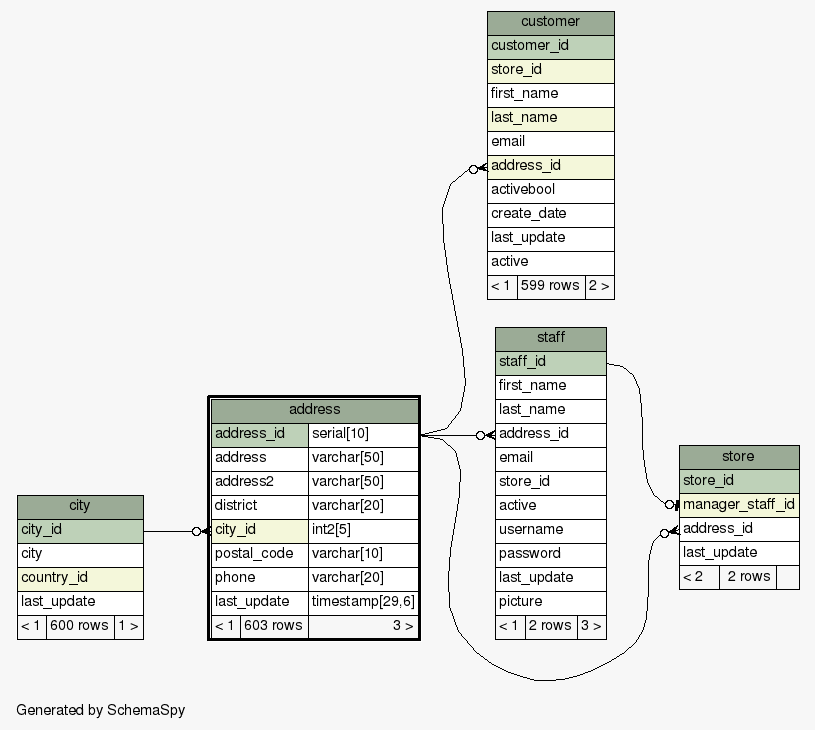 customer
customer_id
store_id
first_name
last_name
email
address_id
activebool
create_date
last_update
active
< 1 599 rows 2 >
staff
staff_id
first_name
last_name
address_id
email
store_id
active
username
password
last_update
picture
< 1 2 rows 3 >
address
address_id serial[10]
address varchar[50]
address2 varchar[50]
district varchar[20]
city_id int2[5]
postal_code varchar[10]
phone varchar[20]
last_update timestamp[29,6]
< 1 603 rows 3 >
store
store_id
manager_staff_id
address_id
last_update
< 2 2 rows
city
city_id
city
country_id
last_update
< 1 600 rows 1 >
Generated by SchemaSpy